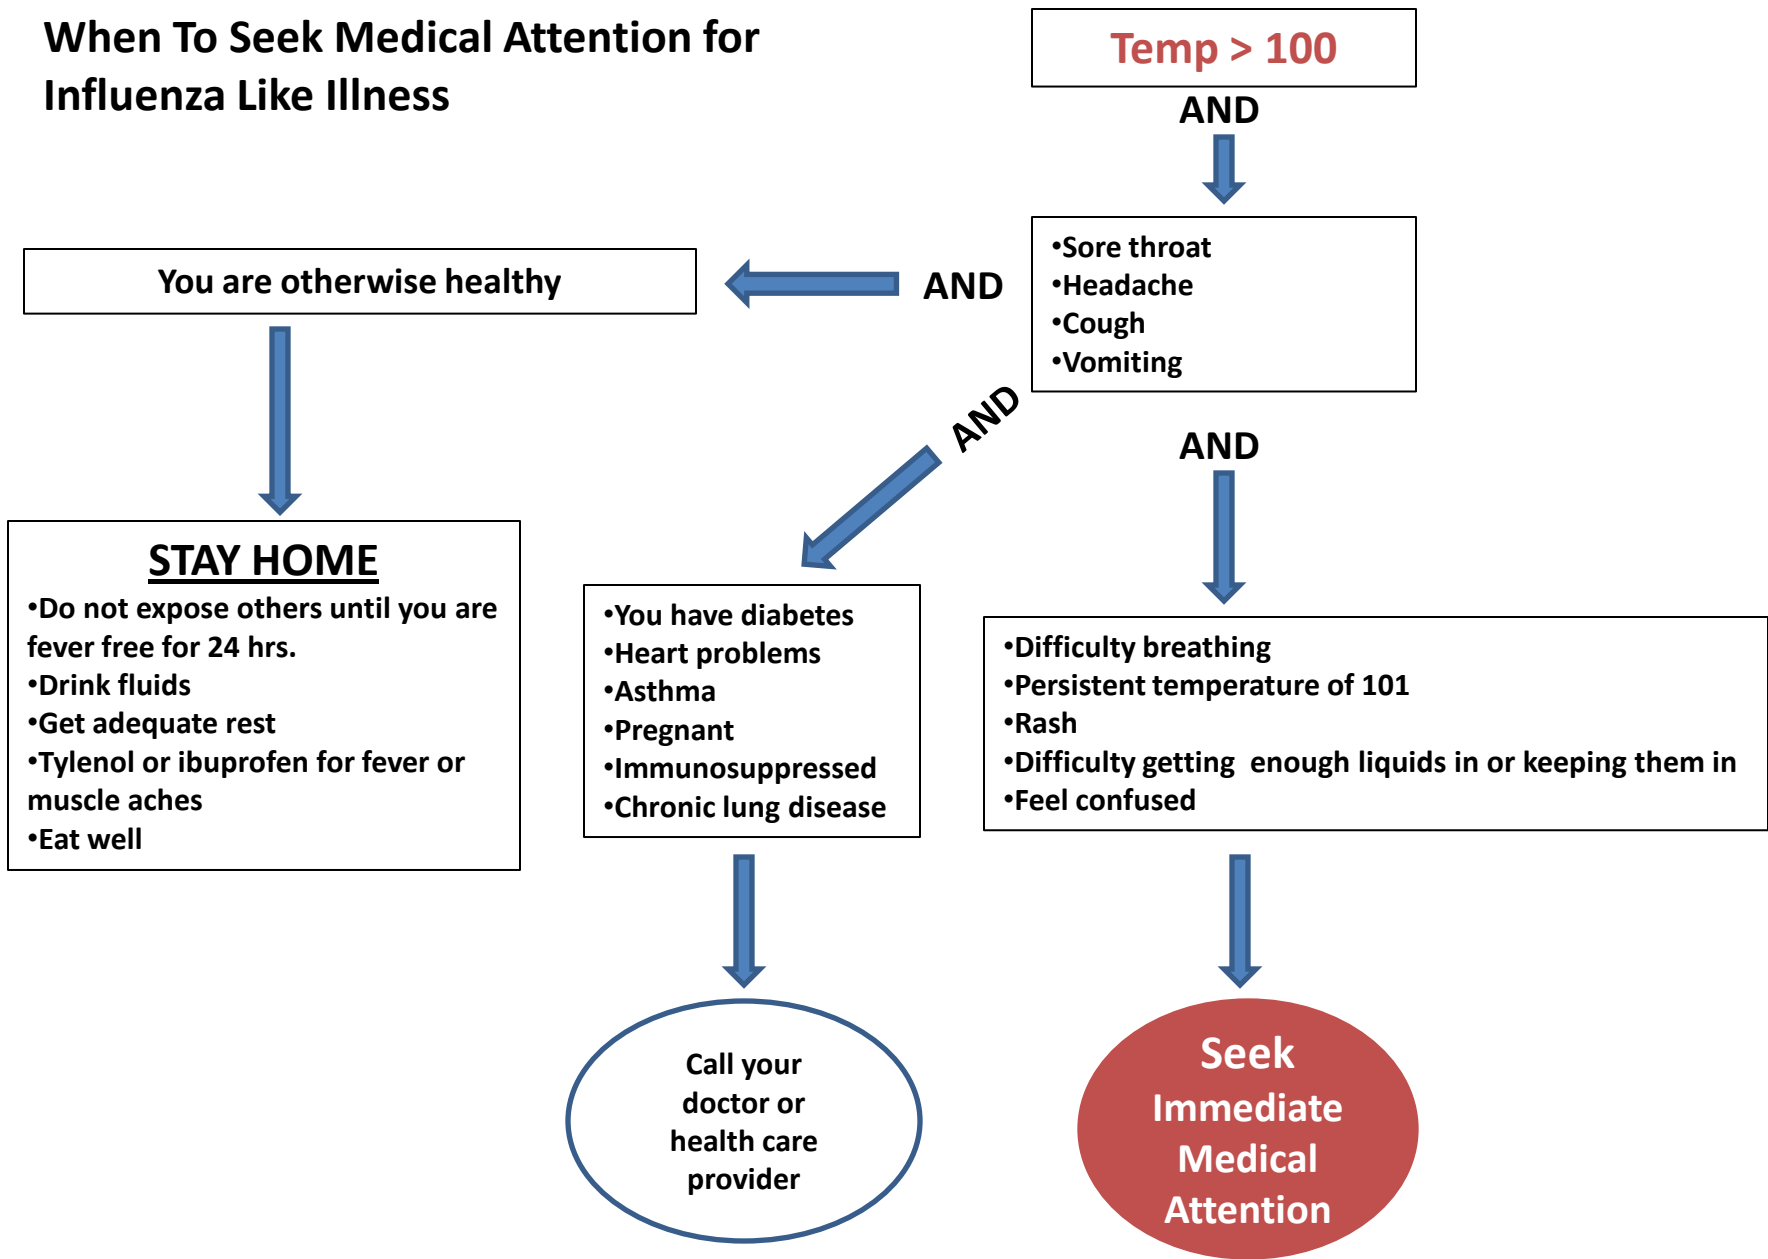 When To Seek Medical Attention for
Influenza Like Illness
Temp > 100
AND
•Sore throat
•Headache
•Cough
•Vomiting
AND
You are otherwise healthy
AND
AND
STAY HOME
•Do not expose others until you are
fever free for 24 hrs.
•Drink fluids
•Get adequate rest
•Tylenol or ibuprofen for fever or
muscle aches
•Eat well
•You have diabetes
•Heart problems
•Asthma
•Pregnant
•Immunosuppressed
•Chronic lung disease
•Difficulty breathing
•Persistent temperature of 101
•Rash
•Difficulty getting  enough liquids in or keeping them in
•Feel confused
Call your
doctor or
health care
provider
Seek
Immediate
Medical
Attention